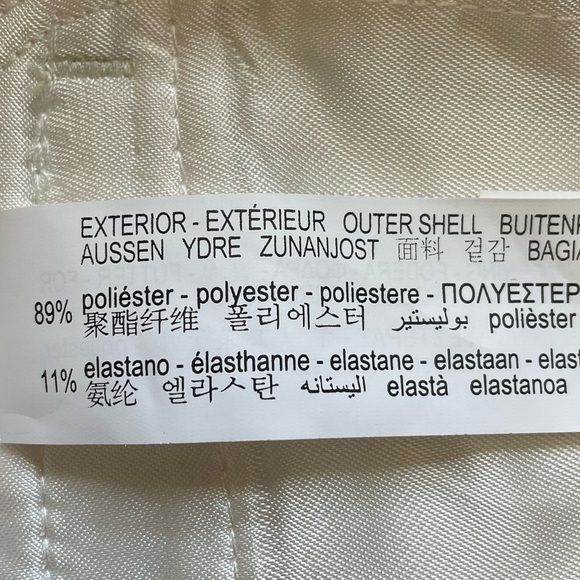 EXTERIOR - EXTÉRIEUR OUTER SHELL
AUSSEN YDRE ZUNANJOST 面料 겉감
89% poliéster - polyester - poliestere - ΠΟΛΥΕΣΤΕΡ
聚酯纤维 폴리에스터 بوليستير polièster
11% elastano - élasthanne - elastane - elastaan -
氨纶 엘라스탄 اليستانه elastà elastanoa